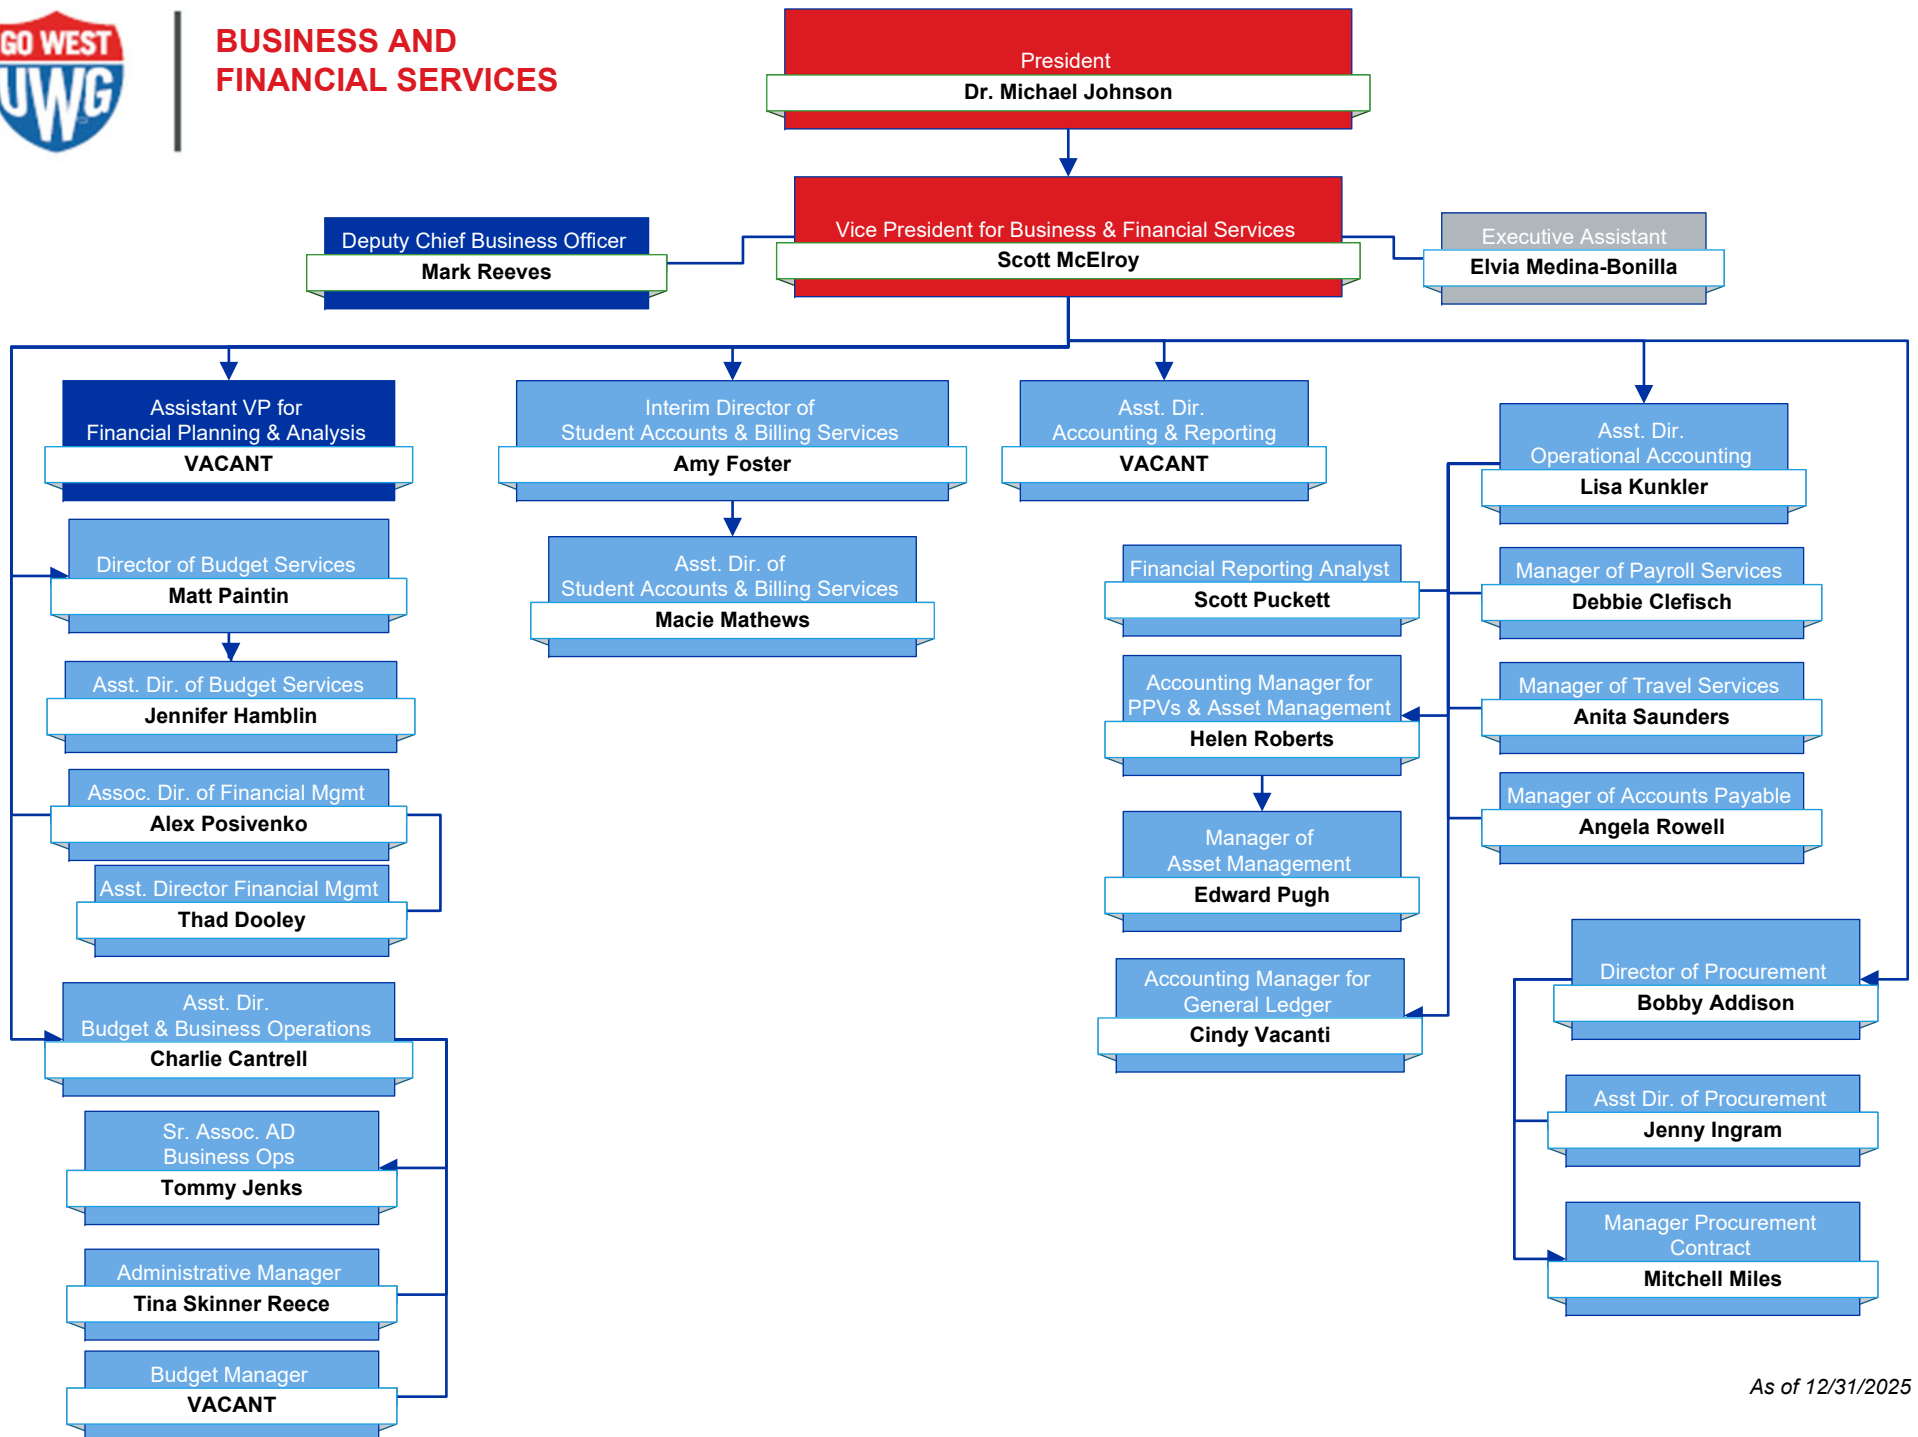 GO WEST
UWG
BUSINESS AND
FINANCIAL SERVICES
President
Dr. Michael Johnson
Deputy Chief Business Officer
Mark Reeves
Vice President for Business & Financial Services
Scott McElroy
Executive Assistant
Elvia Medina-Bonilla
Assistant VP for
Financial Planning & Analysis
VACANT
Interim Director of
Student Accounts & Billing Services
Amy Foster
Asst. Dir.
Accounting & Reporting
VACANT
Asst. Dir.
Operational Accounting
Lisa Kunkler
Director of Budget Services
Matt Paintin
Asst. Dir. of Budget Services
Jennifer Hamblin
Assoc. Dir. of Financial Mgmt
Alex Posivenko
Asst. Director Financial Mgmt
Thad Dooley
Asst. Dir.
Budget & Business Operations
Charlie Cantrell
Sr. Assoc. AD
Business Ops
Tommy Jenks
Administrative Manager
Tina Skinner Reece
Budget Manager
VACANT
Asst. Dir. of
Student Accounts & Billing Services
Macie Mathews
Financial Reporting Analyst
Scott Puckett
Accounting Manager for
PPVs & Asset Management
Helen Roberts
Manager of
Asset Management
Edward Pugh
Accounting Manager for
General Ledger
Cindy Vacanti
Manager of Payroll Services
Debbie Clefisch
Manager of Travel Services
Anita Saunders
Manager of Accounts Payable
Angela Rowell
Director of Procurement
Bobby Addison
Asst Dir. of Procurement
Jenny Ingram
Manager Procurement
Contract
Mitchell Miles
As of 12/31/2025